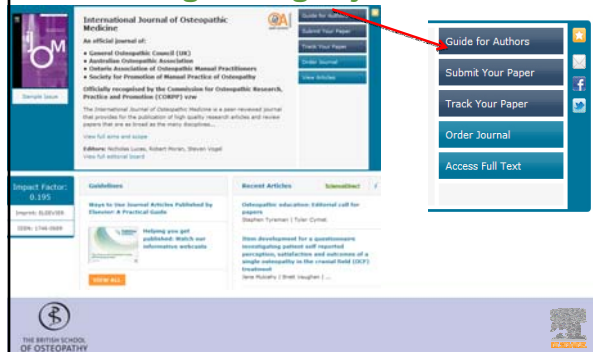 International Journal of Osteopathic
Medicine
An official journal of:
• General Osteopathic Council (UK)
• Australian Osteopathic Association
• Ontario Association of Osteopathic Manual Practitioners
• Society for Promotion of Manual Practice of Osteopathy
Officially recognised by the Commission for Osteopathic Research,
Practice and Promotion (CORPP) vzw
The International Journal of Osteopathic Medicine is a peer reviewed journal
that provides for the publication of high quality research articles and review
papers that are as broad as the many disciplines...
View full aims and scope
Editors: Nicholas Lucas, Robert Moran, Steven Vogel
View full editorial board
IJOM
Sample Issue
Guide for Authors
Submit Your Paper
Track Your Paper
Order Journal
View Articles
Guide for Authors
Submit Your Paper
Track Your Paper
Order Journal
Access Full Text
Impact Factor:
0.195
Imprint: ELSEVIER
ISSN: 1746-0689
Guidelines
Ways to Use Journal Articles Published by
Elsevier: A Practical Guide
Helping you get
published: Watch our
informative webcasts
VIEW ALL
Recent Articles
ScienceDirect
Osteopathic education: Editorial call for
papers
Stephen Tyreman | Tyler Cymet
Item development for a questionnaire
investigating patient self reported
perception, satisfaction and outcomes of a
single osteopathy in the cranial field (OCF)
treatment
Jane Mulcahy | Brett Vaughan | ...
THE BRITISH SCHOOL
OF OSTEOPATHY
ELSEVIER